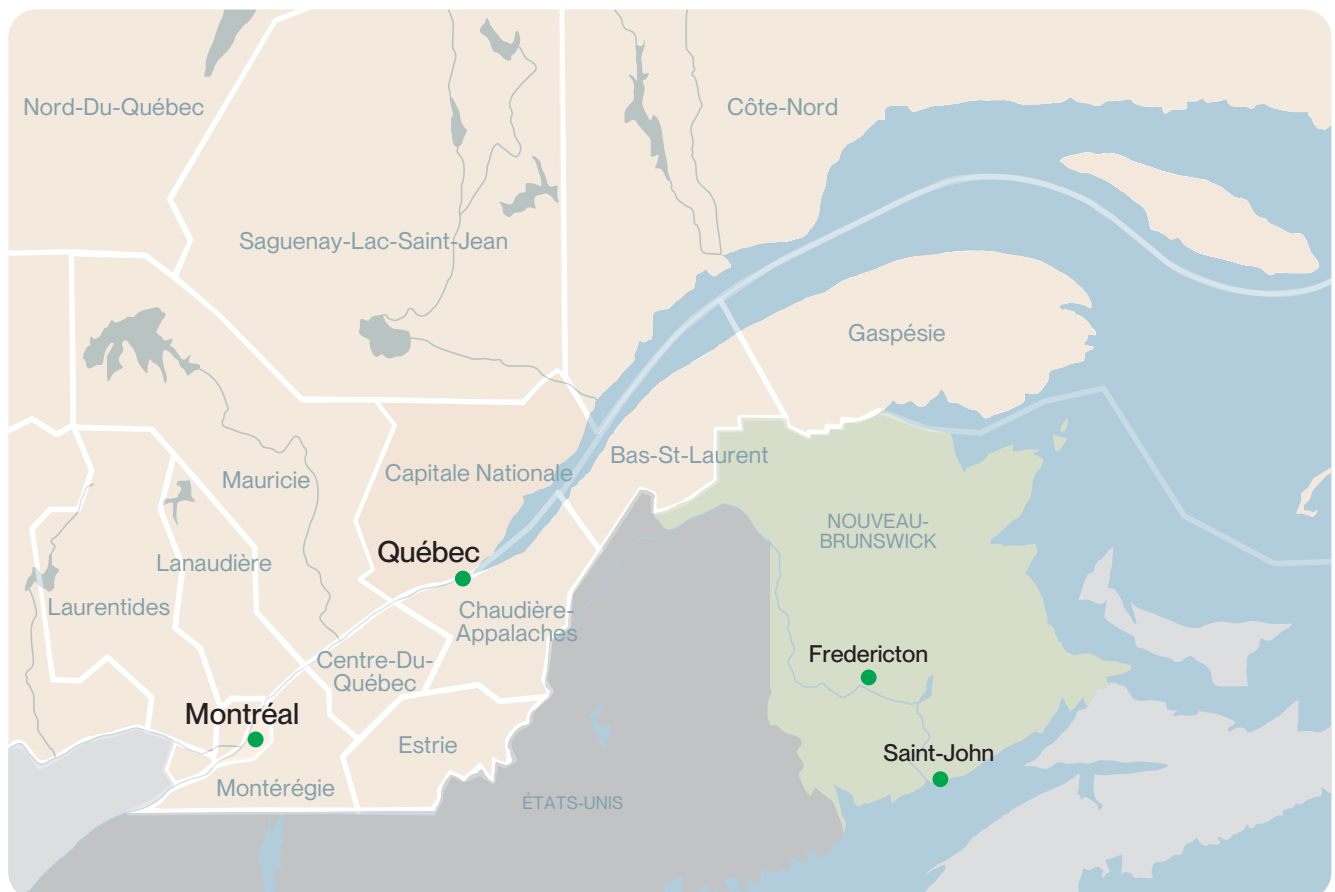 Nord-Du-Québec
Côte-Nord
Saguenay-Lac-Saint-Jean
Gaspésie
Bas-St-Laurent
Capitale Nationale
Mauricie
NOUVEAU-
BRUNSWICK
Québec
Lanaudière
Laurentides
Chaudière-
Appalaches
Centre-Du-
Québec
Fredericton
Montréal
Estrie
Saint-John
Montérégie
ÉTATS-UNIS